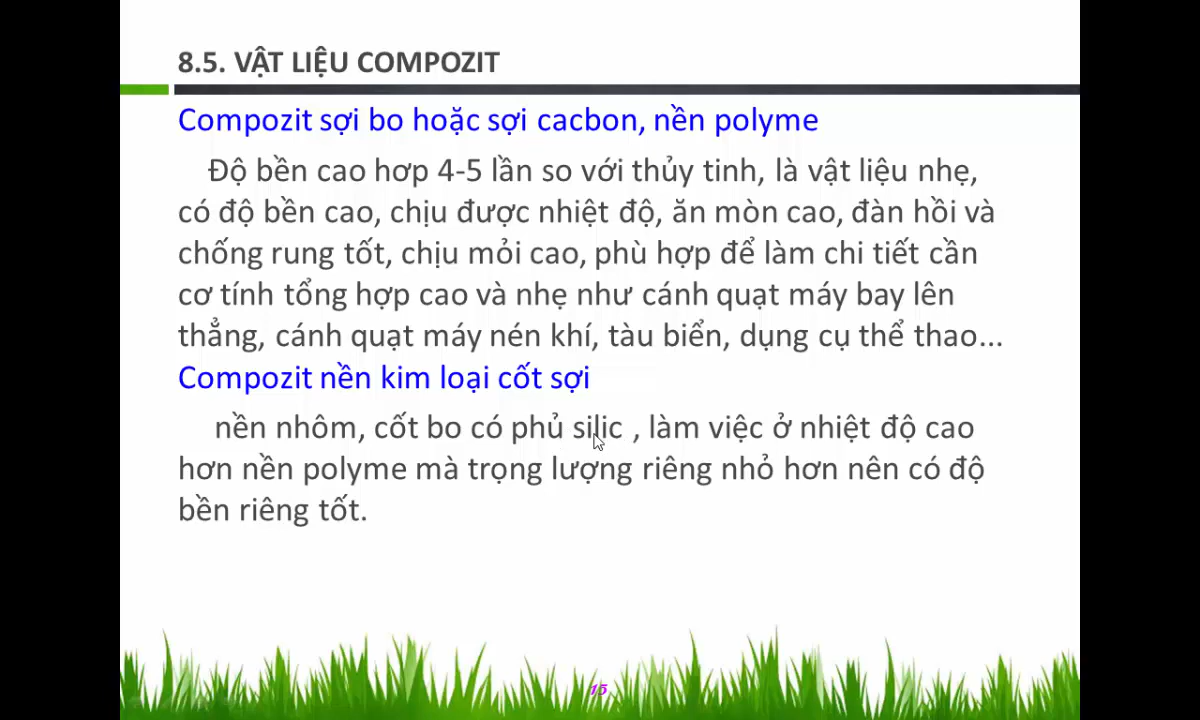 8.5. VẬT LIỆU COMPOZIT
Compozit sợi bo hoặc sợi cacbon, nền polyme
Độ bền cao hơp 4-5 lần so với thủy tinh, là vật liệu nhẹ,
có độ bền cao, chịu được nhiệt độ, ăn mòn cao, đàn hồi và
chống rung tốt, chịu mỏi cao, phù hợp để làm chi tiết cần
cơ tính tổng hợp cao và nhẹ như cánh quạt máy bay lên
thẳng, cánh quạt máy nén khí, tàu biển, dụng cụ thể thao...
Compozit nền kim loại cốt sợi
nền nhôm, cốt bo có phủ silic , làm việc ở nhiệt độ cao
hơn nền polyme mà trọng lượng riêng nhỏ hơn nên có độ
bền riêng tốt.
15